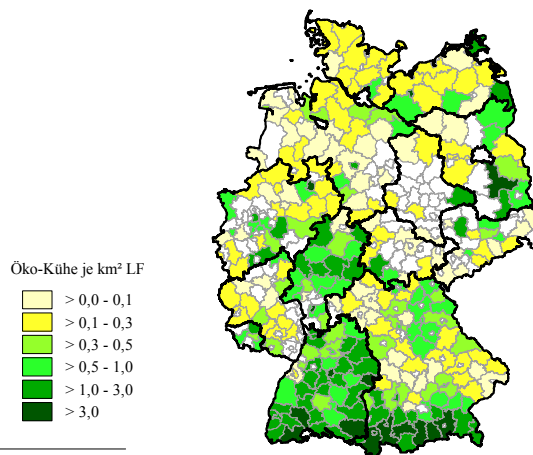 Öko-Kühe je km² LF
> 0,0 - 0,1
> 0,1 - 0,3
> 0,3 - 0,5
> 0,5 - 1,0
> 1,0 - 3,0
> 3,0